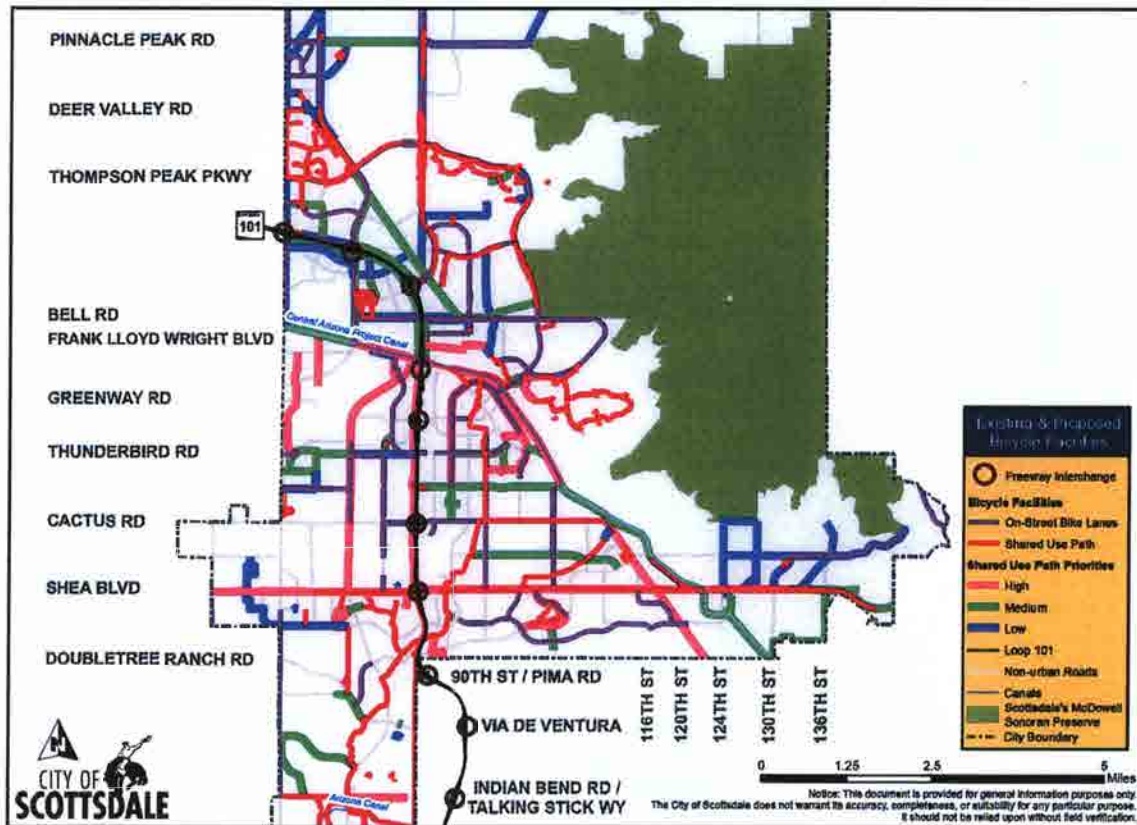 PINNACLE PEAK RD
DEER VALLEY RD
THOMPSON PEAK PKWY
101
BELL RD
Central Arizona Project Canal
FRANK LLOYD WRIGHT BLVD
GREENWAY RD
THUNDERBIRD RD
CACTUS RD
SHEA BLVD
DOUBLETREE RANCH RD
90TH ST / PIMA RD
VIA DE VENTURA
INDIAN BEND RD /
TALKING STICK WY
Arizona Canal
116TH ST
120TH ST
124TH ST
130TH ST
136TH ST
Existing & Proposed
Bicycle Facilities
Freeway Interchange
Bicycle Facilities
On-Street Bike Lanes
Shared Use Path
Shared Use Path Priorities
High
Medium
Low
Loop 101
Non-urban Roads
Canals
Scottsdale's McDowell
Sonoran Preserve
City Boundary
N
CITY OF
SCOTTSDALE
0 1.25 2.5 5
Miles
Notice: This document is provided for general information purposes only.
The City of Scottsdale does not warrant its accuracy, completeness, or suitability for any particular purpose.
It should not be relied upon without field verification.